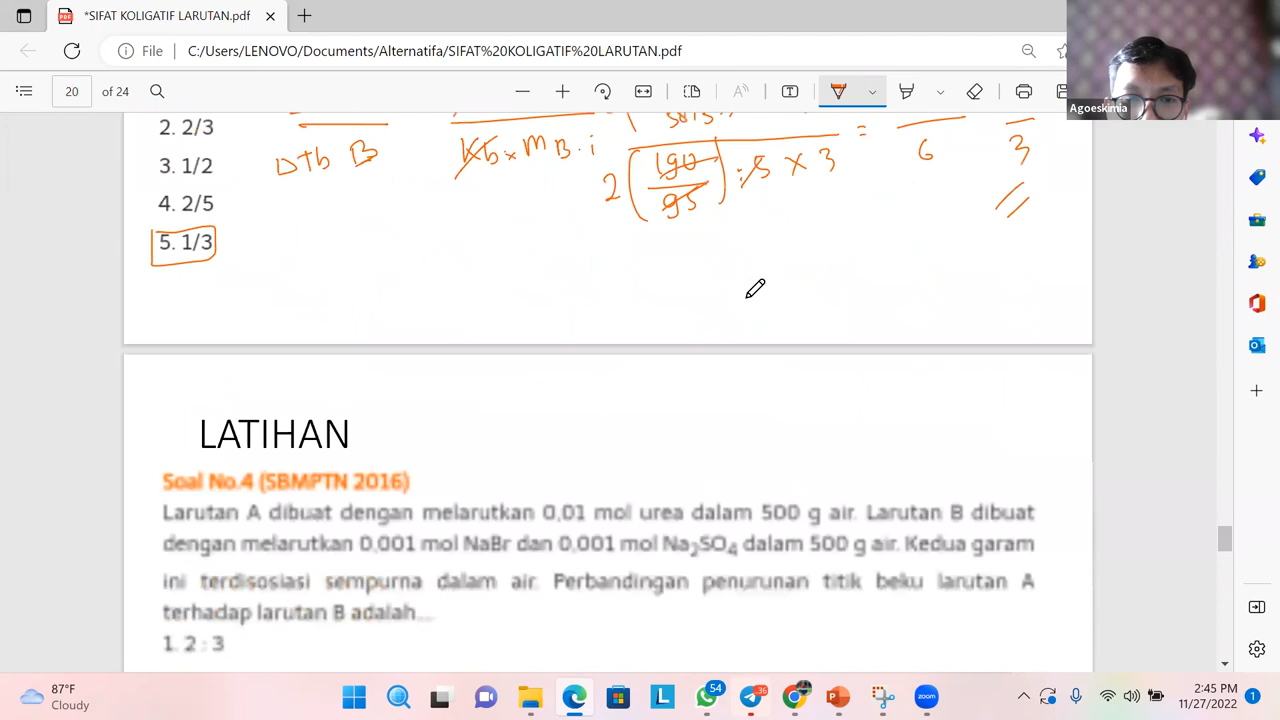 *SIFAT KOLIGATIF LARUTAN.pdf
File C:/Users/LENOVO/Documents/Alternatifa/SIFAT%20KOLIGATIF%20LARUTAN.pdf
20 of 24
Agoeskimia
2. 2/3
3. 1/2
4. 2/5
5. 1/3
ΔTb B
Kb × m B . i
2 (190/95) : 5 × 3
=
6
3
LATIHAN
Soal No.4 (SBMPTN 2016)
Larutan A dibuat dengan melarutkan 0,01 mol urea dalam 500 g air. Larutan B dibuat
dengan melarutkan 0,001 mol NaBr dan 0,001 mol Na₂SO₄ dalam 500 g air. Kedua garam
ini terdisosiasi sempurna dalam air. Perbandingan penurunan titik beku larutan A
terhadap larutan B adalah...
1. 2 : 3
87°F
Cloudy
54
36
2:45 PM
11/27/2022
1